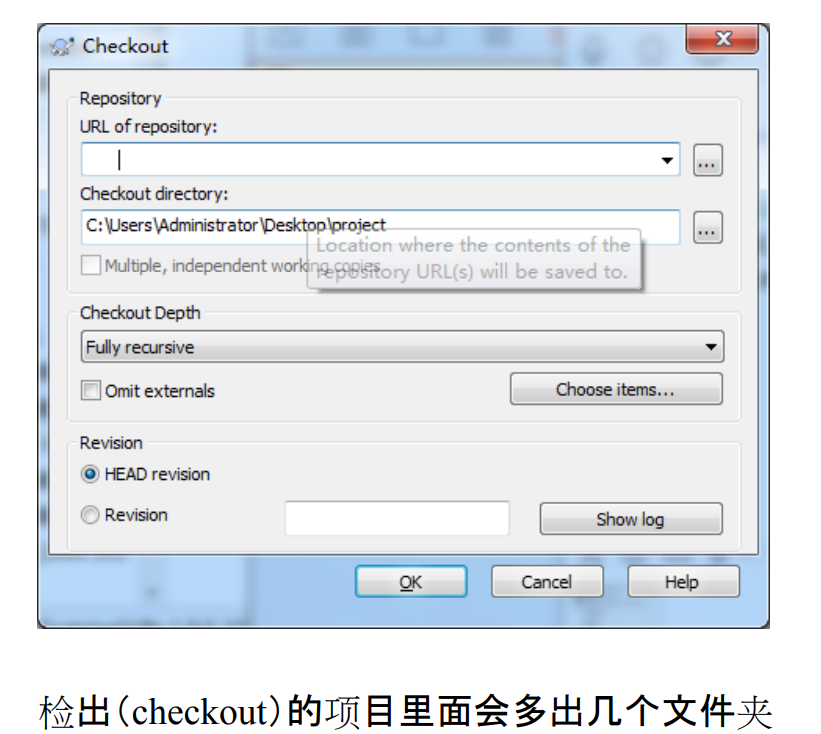 Checkout
Repository
URL of repository:
...
Checkout directory:
C:\Users\Administrator\Desktop\project
...
Multiple, independent working copies
Location where the contents of the
repository URL(s) will be saved to.
Checkout Depth
Fully recursive
Omit externals
Choose items...
Revision
HEAD revision
Revision
Show log
OK
Cancel
Help
检出(checkout)的项目里面会多出几个文件夹